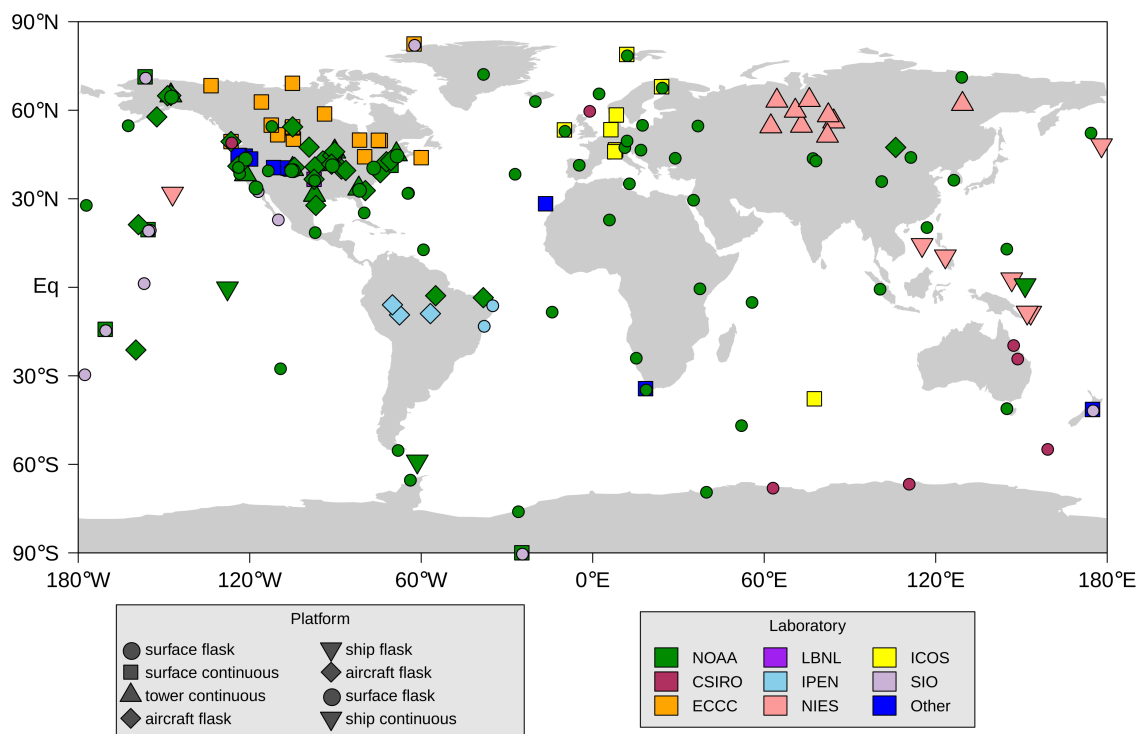 90°N
60°N
30°N
Eq
30°S
60°S
90°S
180°W 120°W 60°W 0°E 60°E 120°E 180°E
Platform
surface flask ship flask
surface continuous aircraft flask
tower continuous surface flask
aircraft flask ship continuous
Laboratory
NOAA LBNL ICOS
CSIRO IPEN SIO
ECCC NIES Other